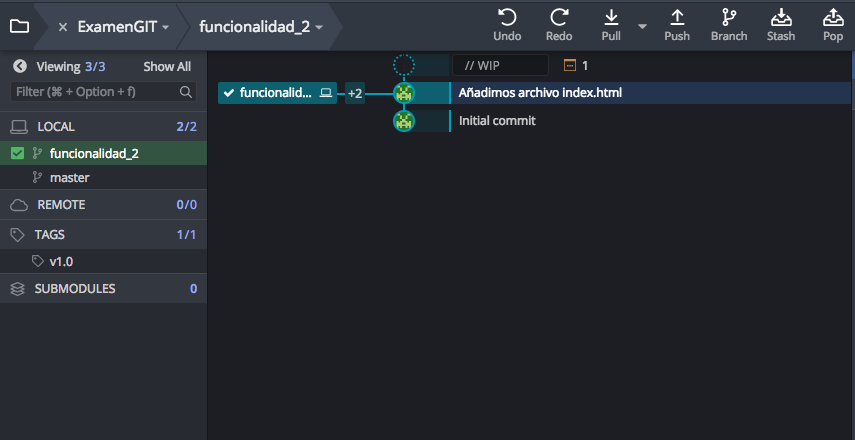 ExamenGIT
funcionalidad_2
Undo
Redo
Pull
Push
Branch
Stash
Pop
Viewing 3/3
Show All
Filter (⌘ + Option + f)
LOCAL 2/2
funcionalidad_2
master
REMOTE 0/0
TAGS 1/1
v1.0
SUBMODULES 0
// WIP
1
funcionalid...
+2
Añadimos archivo index.html
Initial commit